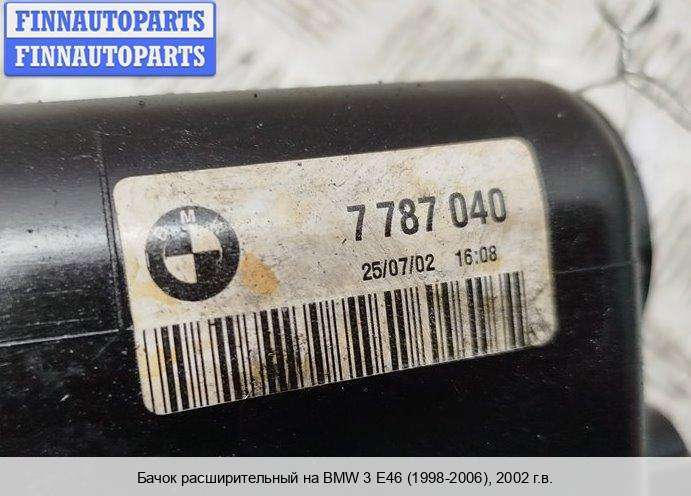 FINNAUTOPARTS
FINNAUTOPARTS
M
7 787 040
25/07/02 16:08
Бачок расширительный на BMW 3 E46 (1998-2006), 2002 г.в.